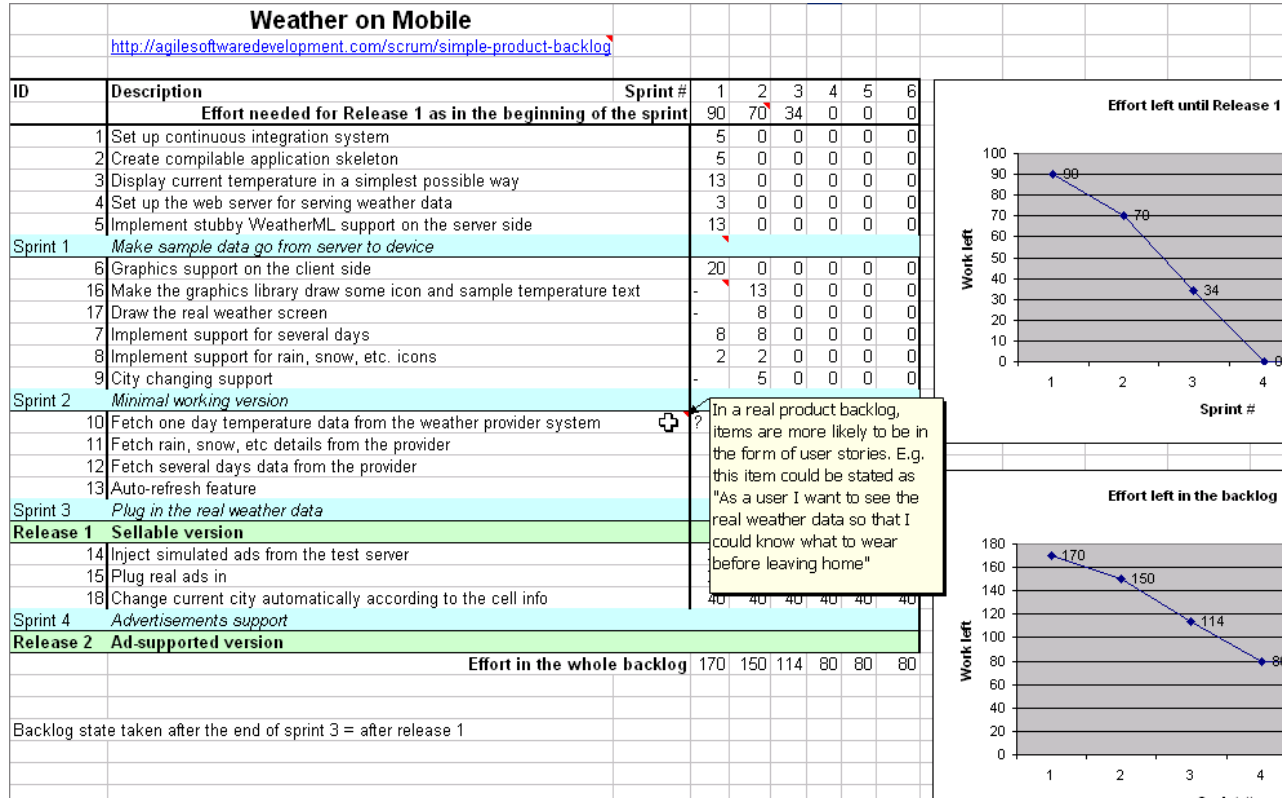 Weather on Mobile
http://agilesoftwaredevelopment.com/scrum/simple-product-backlog
ID Description Sprint # 1 2 3 4 5 6
Effort needed for Release 1 as in the beginning of the sprint 90 70 34 0 0 0
1 Set up continuous integration system 5 0 0 0 0 0
2 Create compilable application skeleton 5 0 0 0 0 0
3 Display current temperature in a simplest possible way 13 0 0 0 0 0
4 Set up the web server for serving weather data 3 0 0 0 0 0
5 Implement stubby WeatherML support on the server side 13 0 0 0 0 0
Sprint 1 Make sample data go from server to device
6 Graphics support on the client side 20 0 0 0 0 0
16 Make the graphics library draw some icon and sample temperature text - 13 0 0 0 0
17 Draw the real weather screen - 8 0 0 0 0
7 Implement support for several days 8 8 0 0 0 0
8 Implement support for rain, snow, etc. icons 2 2 0 0 0 0
9 City changing support - 5 0 0 0 0
Sprint 2 Minimal working version
10 Fetch one day temperature data from the weather provider system ?
11 Fetch rain, snow, etc details from the provider
12 Fetch several days data from the provider
13 Auto-refresh feature
Sprint 3 Plug in the real weather data
Release 1 Sellable version
14 Inject simulated ads from the test server
15 Plug real ads in
18 Change current city automatically according to the cell info 40 40 40 40 40 40
Sprint 4 Advertisements support
Release 2 Ad-supported version
Effort in the whole backlog 170 150 114 80 80 80
Backlog state taken after the end of sprint 3 = after release 1
In a real product backlog,
items are more likely to be in
the form of user stories. E.g.
this item could be stated as
"As a user I want to see the
real weather data so that I
could know what to wear
before leaving home"
Effort left until Release 1
Work left
100
90
80
70
60
50
40
30
20
10
0
90
70
34
0
1 2 3 4
Sprint #
Effort left in the backlog
Work left
180
160
140
120
100
80
60
40
20
0
170
150
114
1 2 3 4